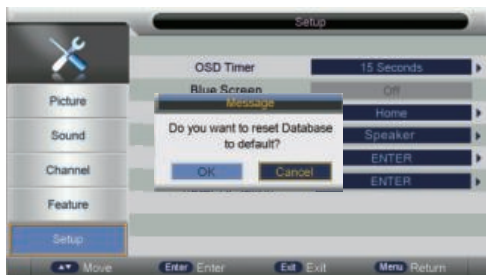 Setup
OSD Timer
15 Seconds
Blue Screen
Off
Message
Home
Do you want to reset Database
to default?
Speaker
ENTER
OK
Cancel
ENTER
Picture
Sound
Channel
Feature
Setup
Move
Enter Enter
Exit Exit
Menu Return